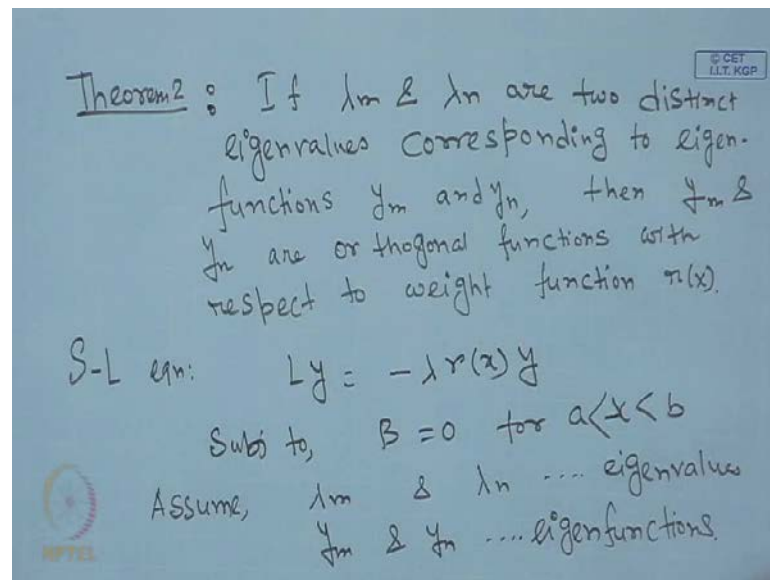 © CET
I.I.T. KGP
Theorem 2 : If λm & λn are two distinct
eigenvalues corresponding to eigen-
functions ym and yn, then ym &
yn are orthogonal functions with
respect to weight function r(x).
S-L eqn: Ly = -λ r(x) y
Subj to, B = 0 for a<x<b
Assume, λm & λn .... eigenvalues
ym & yn .... eigenfunctions.
NPTEL